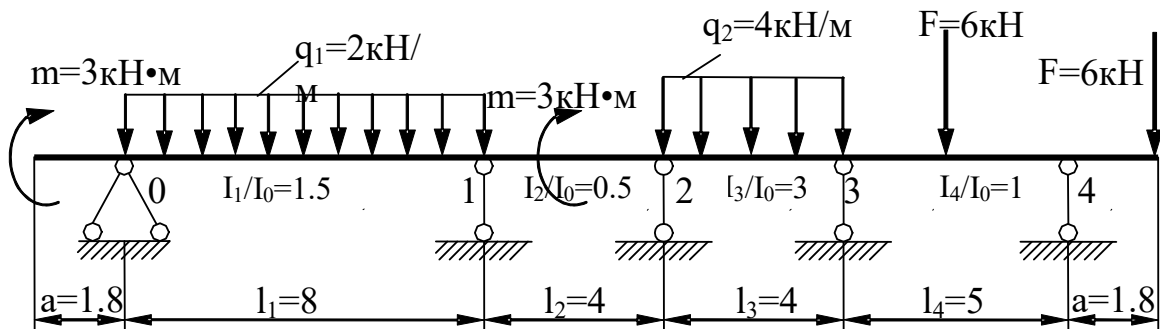 m=3кН•м
q₁=2кН/
м
m=3кН•м
q₂=4кН/м
F=6кН
F=6кН
0
I₁/I₀=1.5
1
I₂/I₀=0.5
2
I₃/I₀=3
3
I₄/I₀=1
4
a=1.8
l₁=8
l₂=4
l₃=4
l₄=5
a=1.8